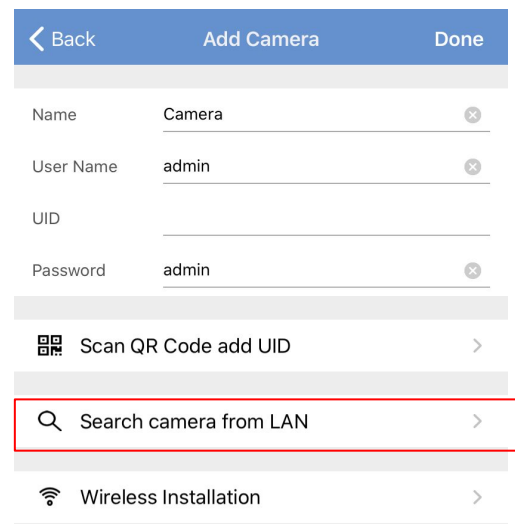 Back Add Camera Done
Name Camera
User Name admin
UID
Password admin
Scan QR Code add UID
Search camera from LAN
Wireless Installation